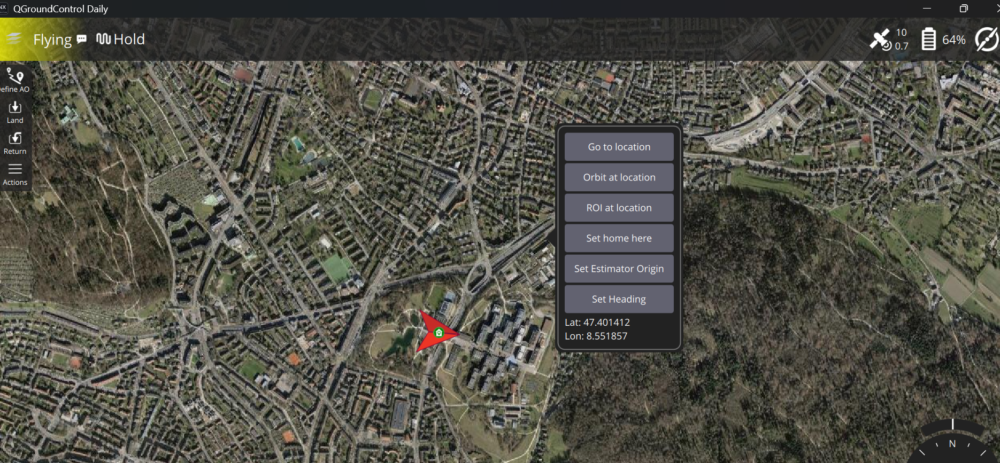 QGroundControl Daily
Flying
Hold
10
0.7
64%
efine AO
Land
Return
Actions
Go to location
Orbit at location
ROI at location
Set home here
Set Estimator Origin
Set Heading
Lat: 47.401412
Lon: 8.551857
N